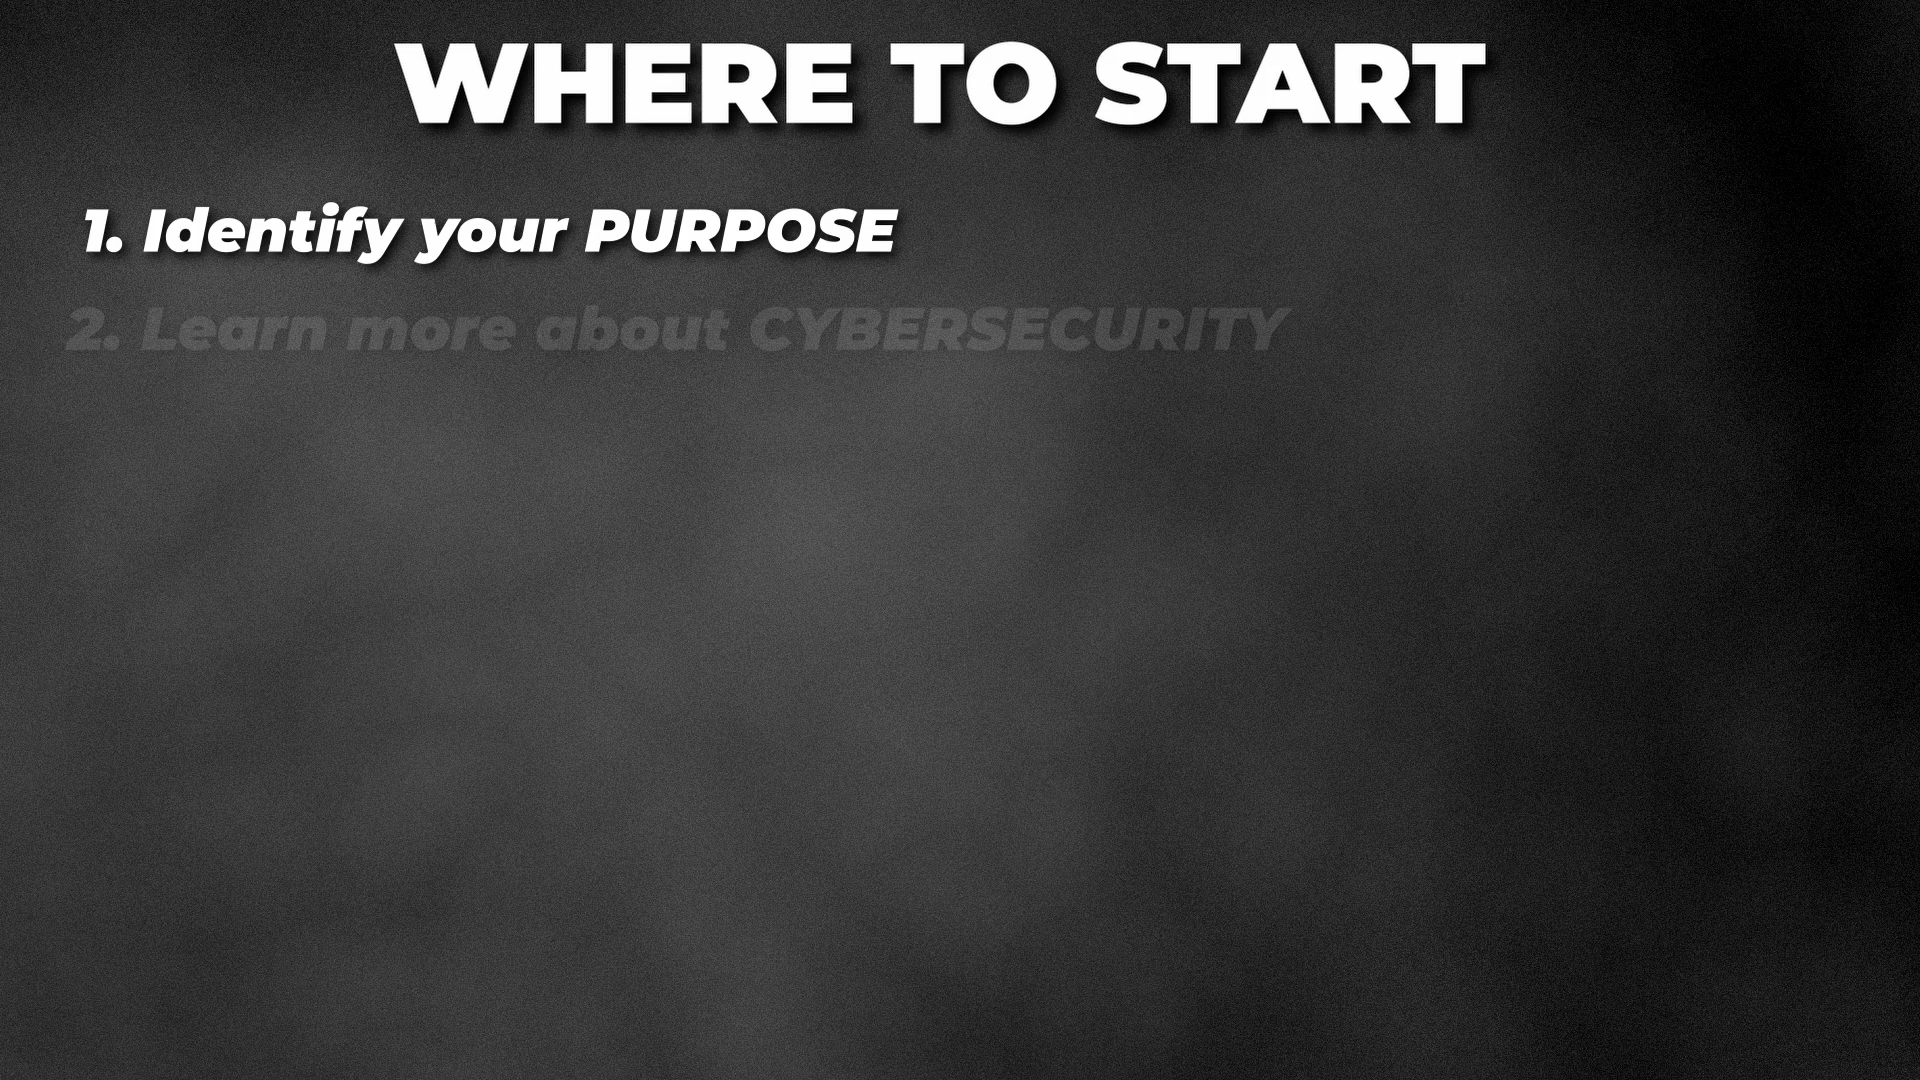 WHERE TO START
1. Identify your PURPOSE
2. Learn more about CYBERSECURITY